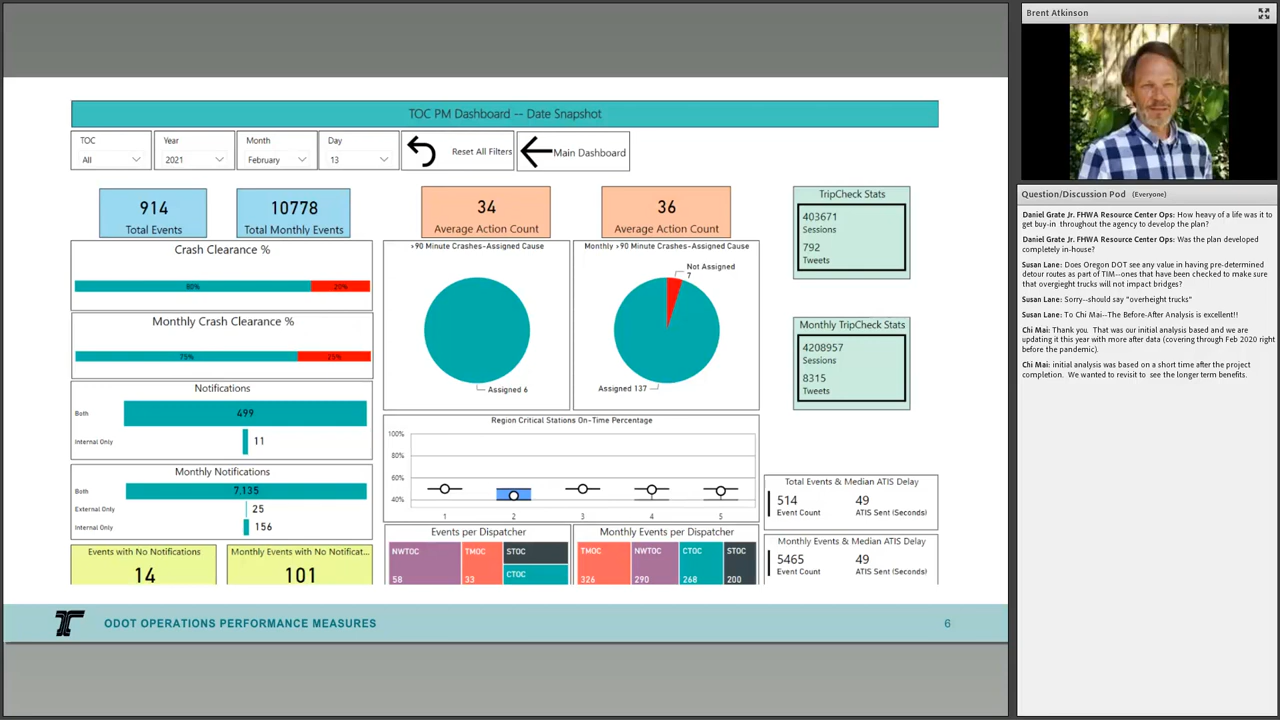 TOC PM Dashboard -- Date Snapshot
TOC
All
Year
2021
Month
February
Day
13
Reset All Filters
Main Dashboard
914
Total Events
10778
Total Monthly Events
34
Average Action Count
36
Average Action Count
TripCheck Stats
403671
Sessions
792
Tweets
Crash Clearance %
80%
20%
Monthly Crash Clearance %
75%
25%
>90 Minute Crashes-Assigned Cause
Assigned 6
Monthly >90 Minute Crashes-Assigned Cause
Not Assigned
7
Assigned 137
Monthly TripCheck Stats
4208957
Sessions
8315
Tweets
Notifications
Both
499
Internal Only
11
Monthly Notifications
Both
7,135
External Only
25
Internal Only
156
Region Critical Stations On-Time Percentage
100%
80%
60%
40%
1 2 3 4 5
Total Events & Median ATIS Delay
514
Event Count
49
ATIS Sent (Seconds)
Monthly Events & Median ATIS Delay
5465
Event Count
49
ATIS Sent (Seconds)
Events with No Notifications
14
Monthly Events with No Notificat...
101
Events per Dispatcher
NWTOC
58
TMOC
33
STOC
CTOC
Monthly Events per Dispatcher
TMOC
326
NWTOC
290
CTOC
268
STOC
200
ODOT OPERATIONS PERFORMANCE MEASURES
6
Brent Atkinson
Question/Discussion Pod (Everyone)
Daniel Grate Jr. FHWA Resource Center Ops: How heavy of a life was it to
get buy-in throughout the agency to develop the plan?
Daniel Grate Jr. FHWA Resource Center Ops: Was the plan developed
completely in-house?
Susan Lane: Does Oregon DOT see any value in having pre-determined
detour routes as part of TIM--ones that have been checked to make sure
that overgieght trucks will not impact bridges?
Susan Lane: Sorry--should say "overheight trucks"
Susan Lane: To Chi Mai--The Before-After Analysis is excellent!!
Chi Mai: Thank you. That was our initial analysis based and we are
updating it this year with more after data (covering through Feb 2020 right
before the pandemic).
Chi Mai: initial analysis was based on a short time after the project
completion. We wanted to revisit to see the longer term benefits.